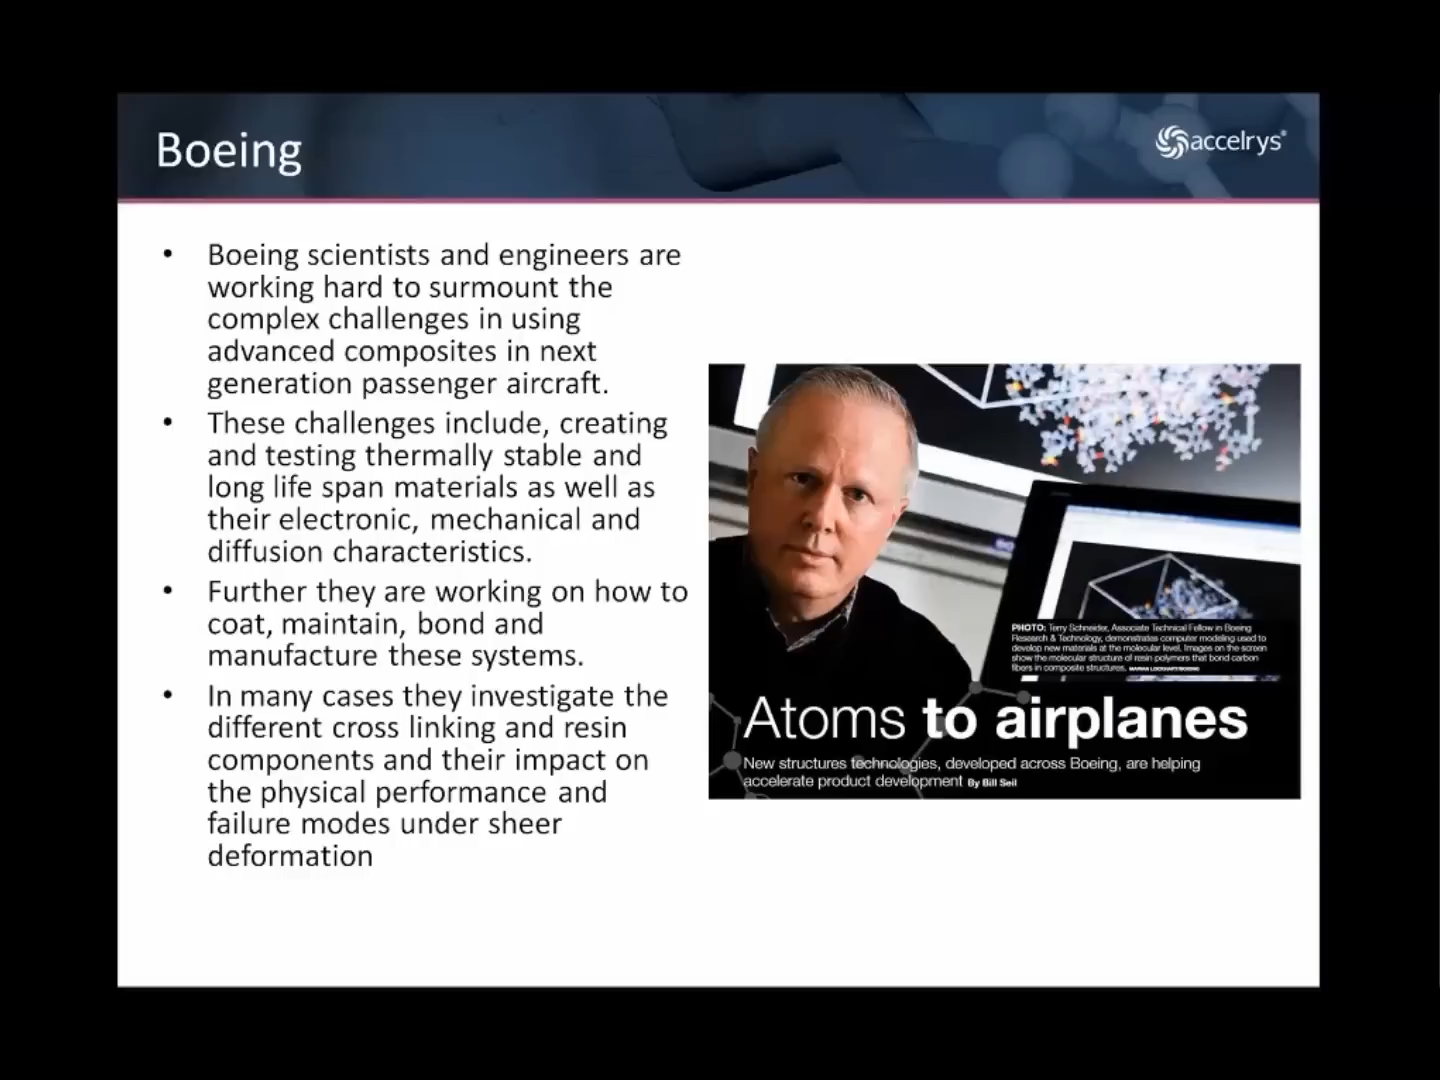 Boeing
accelrys®
• Boeing scientists and engineers are
working hard to surmount the
complex challenges in using
advanced composites in next
generation passenger aircraft.
• These challenges include, creating
and testing thermally stable and
long life span materials as well as
their electronic, mechanical and
diffusion characteristics.
• Further they are working on how to
coat, maintain, bond and
manufacture these systems.
• In many cases they investigate the
different cross linking and resin
components and their impact on
the physical performance and
failure modes under sheer
deformation
PHOTO: Terry Schneider, Associate Technical Fellow in Boeing
Research & Technology, demonstrates computer modeling used to
develop new materials at the molecular level. Images on the screen
show the molecular structure of resin polymers that bond carbon
fibers in composite structures.
Atoms to airplanes
New structures technologies, developed across Boeing, are helping
accelerate product development By Bill Seil